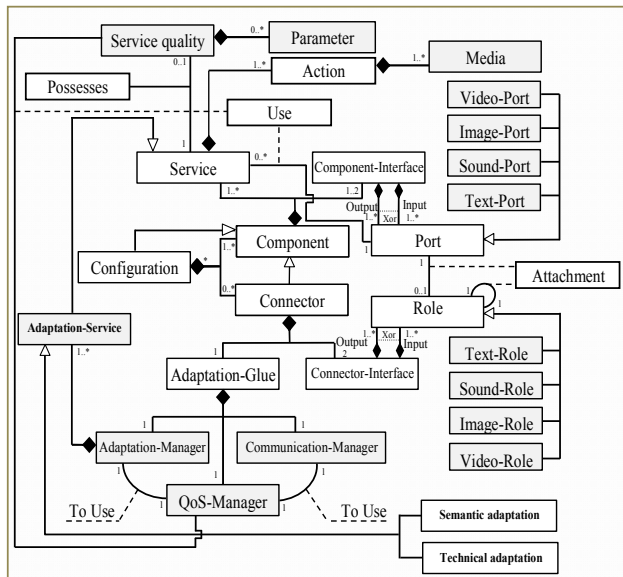 Service quality
0..*
Parameter
0..1
1..*
Action
1..*
Media
Possesses
Video-Port
Use
Image-Port
1
0..*
Component-Interface
Sound-Port
Service
1..*
1..2
Output
Input
Text-Port
1..*
Xor
1..*
Component
1
Port
Configuration
*
1..*
1
Attachment
0..*
Connector
0..1
1
Role
1
Adaptation-Service
1..*
Output
1..*
Xor
1..*
Input
2
Text-Role
1
Adaptation-Glue
Connector-Interface
Sound-Role
1
1
Image-Role
Adaptation-Manager
Communication-Manager
Video-Role
1
1
1
To Use
1
QoS-Manager
1
To Use
Semantic adaptation
Technical adaptation